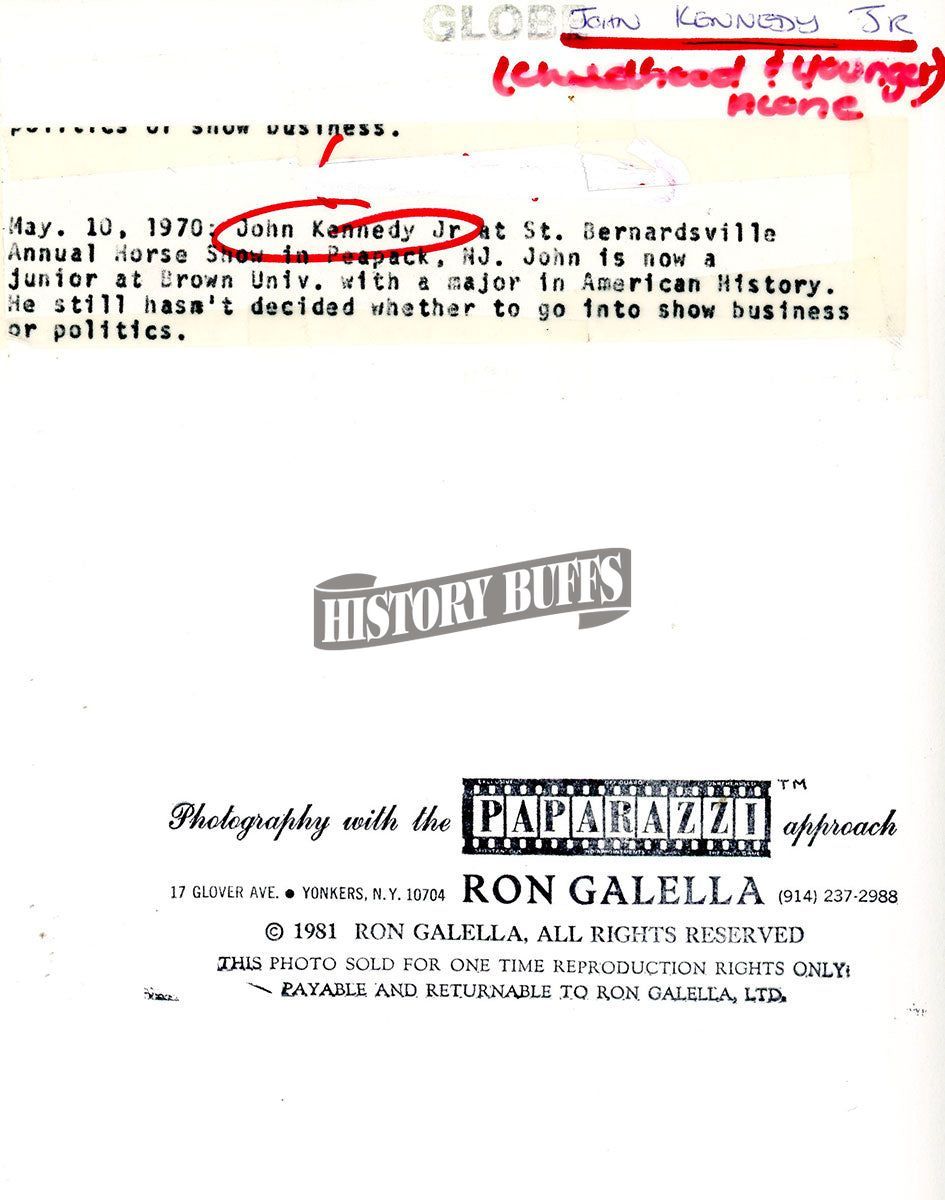 GLOBE
JOHN KENNEDY JR
(Childhood & Younger)
Alone
politics or show business.
May. 10, 1970: John Kennedy Jr at St. Bernardsville
Annual Horse Show in Peapack, NJ. John is now a
junior at Brown Univ. with a major in American History.
He still hasn't decided whether to go into show business
or politics.
HISTORY BUFFS
Photography with the PAPARAZZI ™ approach
17 GLOVER AVE. ● YONKERS, N.Y. 10704 RON GALELLA (914) 237-2988
© 1981 RON GALELLA, ALL RIGHTS RESERVED
THIS PHOTO SOLD FOR ONE TIME REPRODUCTION RIGHTS ONLY:
PAYABLE AND RETURNABLE TO RON GALELLA, LTD.